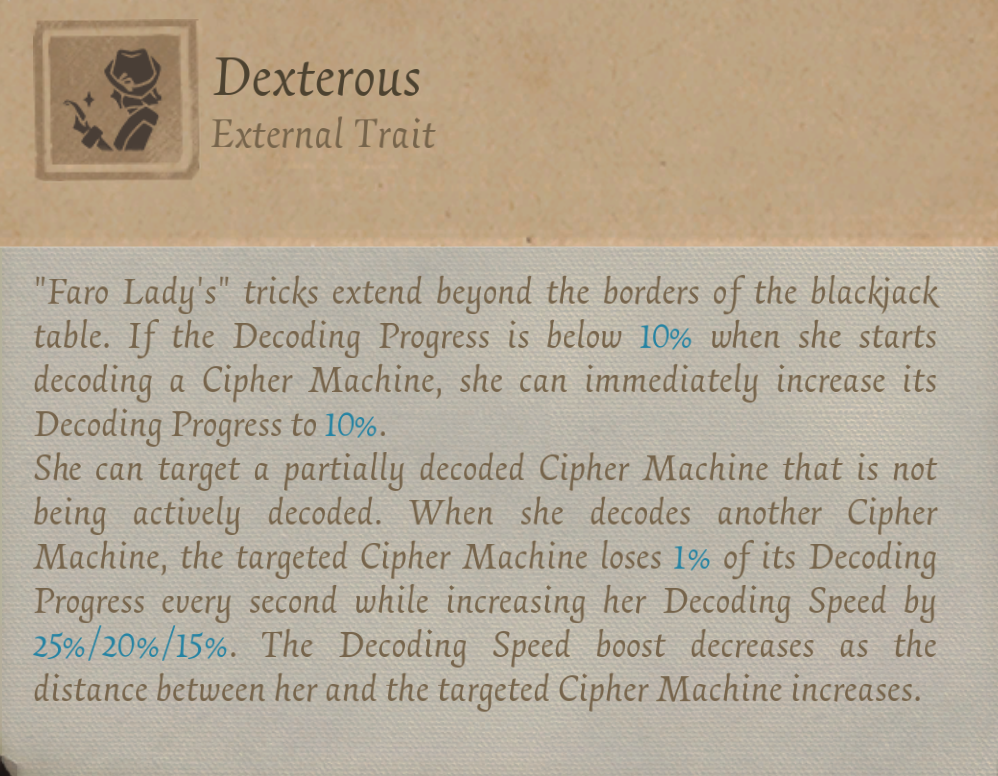 Dexterous
External Trait
"Faro Lady's" tricks extend beyond the borders of the blackjack
table. If the Decoding Progress is below 10% when she starts
decoding a Cipher Machine, she can immediately increase its
Decoding Progress to 10%.
She can target a partially decoded Cipher Machine that is not
being actively decoded. When she decodes another Cipher
Machine, the targeted Cipher Machine loses 1% of its Decoding
Progress every second while increasing her Decoding Speed by
25%/20%/15%. The Decoding Speed boost decreases as the
distance between her and the targeted Cipher Machine increases.